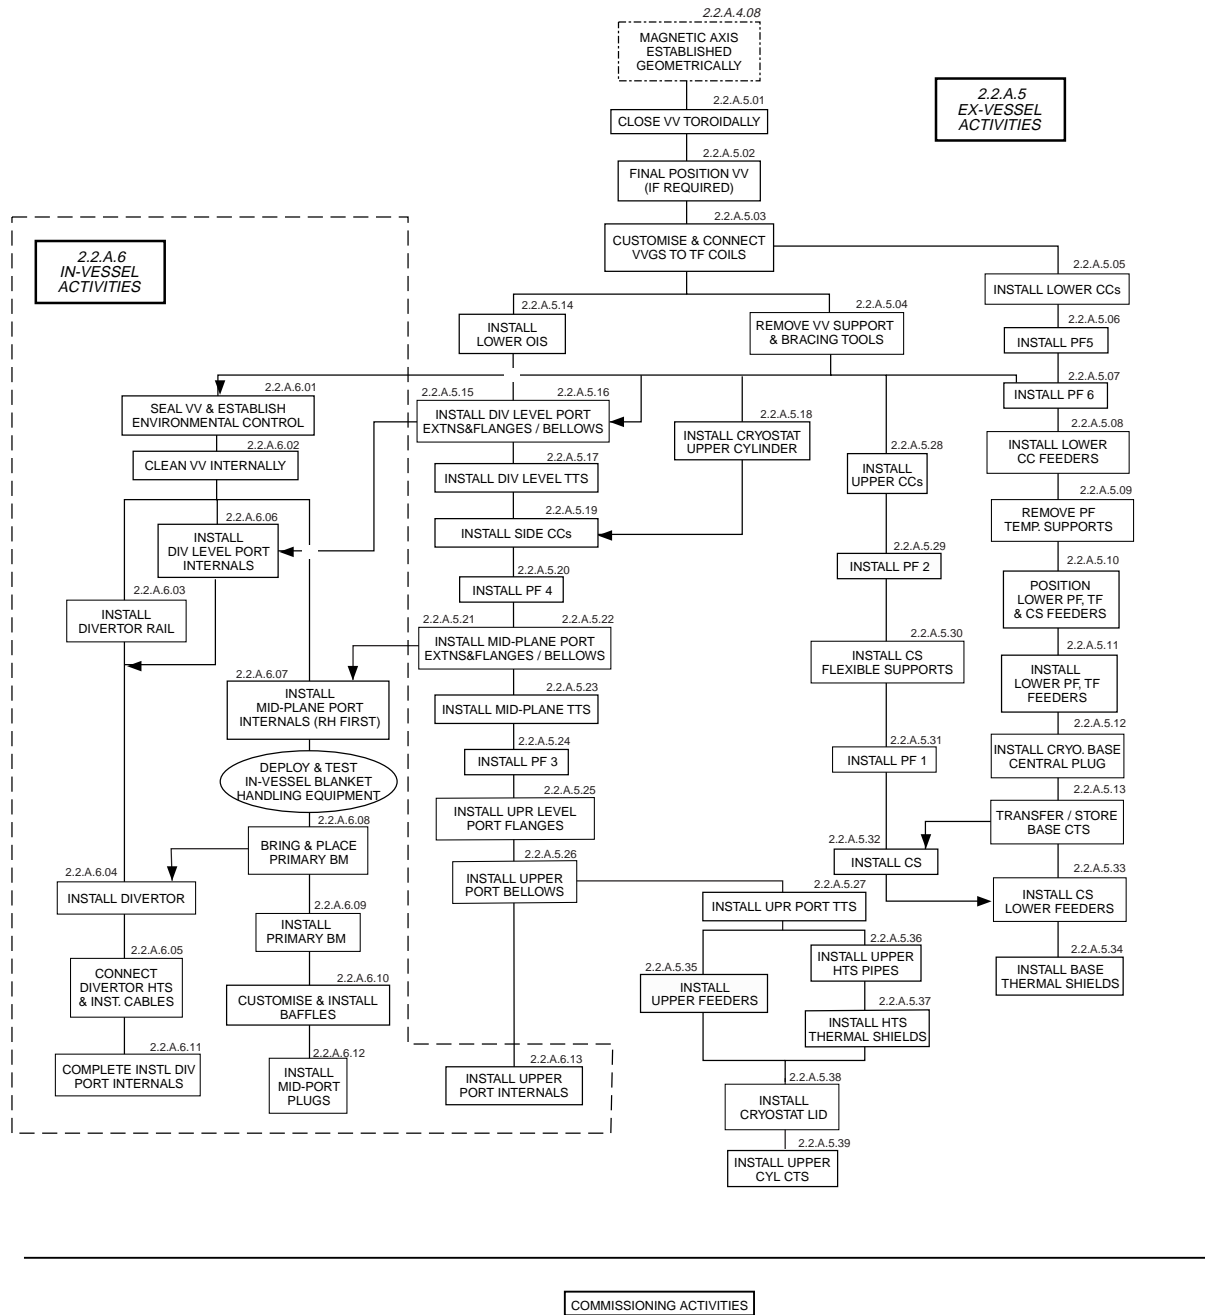 2.2.A.4.08
MAGNETIC AXIS
ESTABLISHED
GEOMETRICALLY
2.2.A.5
EX-VESSEL
ACTIVITIES
2.2.A.5.01
CLOSE VV TOROIDALLY
2.2.A.5.02
FINAL POSITION VV
(IF REQUIRED)
2.2.A.5.03
CUSTOMISE & CONNECT
VVGS TO TF COILS
2.2.A.6
IN-VESSEL
ACTIVITIES
2.2.A.5.05
INSTALL LOWER CCs
2.2.A.5.14
INSTALL
LOWER OIS
2.2.A.5.04
REMOVE VV SUPPORT
& BRACING TOOLS
2.2.A.5.06
INSTALL PF5
2.2.A.5.07
INSTALL PF 6
2.2.A.6.01
SEAL VV & ESTABLISH
ENVIRONMENTAL CONTROL
2.2.A.5.15
2.2.A.5.16
INSTALL DIV LEVEL PORT
EXTNS&FLANGES / BELLOWS
2.2.A.5.18
INSTALL CRYOSTAT
UPPER CYLINDER
2.2.A.5.08
INSTALL LOWER
CC FEEDERS
2.2.A.6.02
CLEAN VV INTERNALLY
2.2.A.5.17
INSTALL DIV LEVEL TTS
2.2.A.5.28
INSTALL
UPPER CCs
2.2.A.5.09
REMOVE PF
TEMP. SUPPORTS
2.2.A.6.06
INSTALL
DIV LEVEL PORT
INTERNALS
2.2.A.5.19
INSTALL SIDE CCs
2.2.A.5.29
INSTALL PF 2
2.2.A.5.10
POSITION
LOWER PF, TF
& CS FEEDERS
2.2.A.6.03
INSTALL
DIVERTOR RAIL
2.2.A.5.20
INSTALL PF 4
2.2.A.5.21
2.2.A.5.22
INSTALL MID-PLANE PORT
EXTNS&FLANGES / BELLOWS
2.2.A.5.30
INSTALL CS
FLEXIBLE SUPPORTS
2.2.A.5.11
INSTALL
LOWER PF, TF
FEEDERS
2.2.A.6.07
INSTALL
MID-PLANE PORT
INTERNALS (RH FIRST)
2.2.A.5.23
INSTALL MID-PLANE TTS
2.2.A.5.12
INSTALL CRYO. BASE
CENTRAL PLUG
2.2.A.5.24
INSTALL PF 3
2.2.A.5.31
INSTALL PF 1
DEPLOY & TEST
IN-VESSEL BLANKET
HANDLING EQUIPMENT
2.2.A.5.25
INSTALL UPR LEVEL
PORT FLANGES
2.2.A.5.13
TRANSFER / STORE
BASE CTS
2.2.A.6.08
BRING & PLACE
PRIMARY BM
2.2.A.5.26
INSTALL UPPER
PORT BELLOWS
2.2.A.5.32
INSTALL CS
2.2.A.6.04
INSTALL DIVERTOR
2.2.A.5.27
INSTALL UPR PORT TTS
2.2.A.5.33
INSTALL CS
LOWER FEEDERS
2.2.A.6.09
INSTALL
PRIMARY BM
2.2.A.5.36
INSTALL UPPER
HTS PIPES
2.2.A.5.34
INSTALL BASE
THERMAL SHIELDS
2.2.A.6.05
CONNECT
DIVERTOR HTS
& INST. CABLES
2.2.A.6.10
CUSTOMISE & INSTALL
BAFFLES
2.2.A.5.35
INSTALL
UPPER FEEDERS
2.2.A.5.37
INSTALL HTS
THERMAL SHIELDS
2.2.A.6.11
COMPLETE INSTL DIV
PORT INTERNALS
2.2.A.6.12
INSTALL
MID-PORT
PLUGS
2.2.A.6.13
INSTALL UPPER
PORT INTERNALS
2.2.A.5.38
INSTALL
CRYOSTAT LID
2.2.A.5.39
INSTALL UPPER
CYL CTS
COMMISSIONING ACTIVITIES